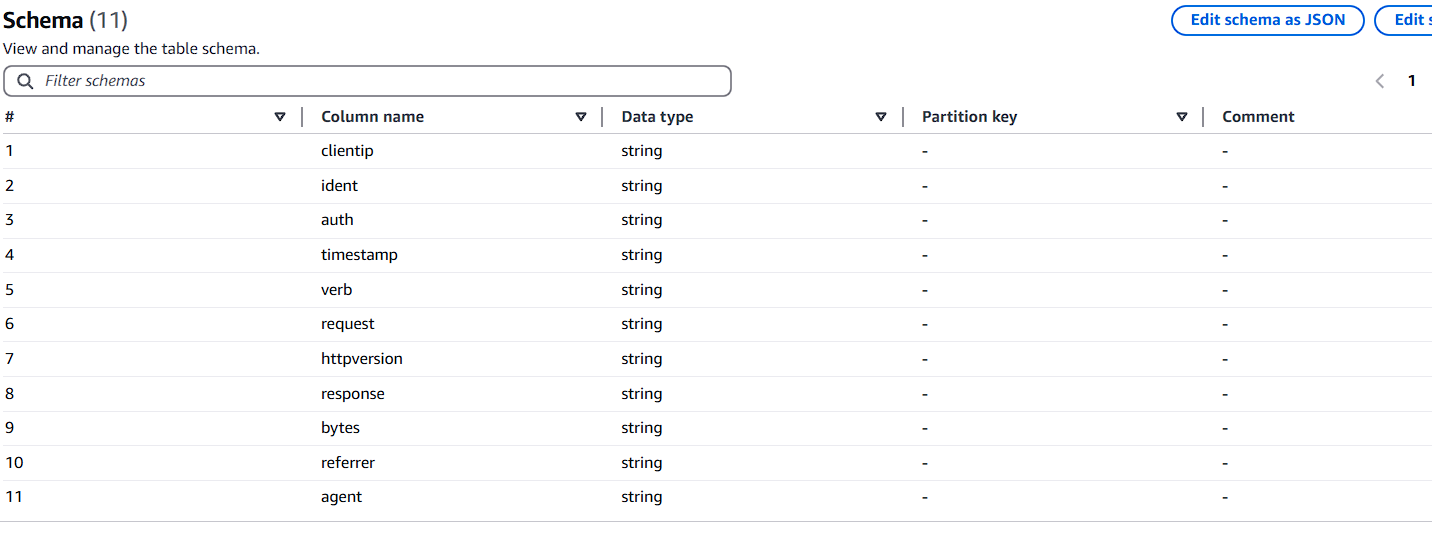 Schema (11)
Edit schema as JSON
Edit s
View and manage the table schema.
Filter schemas
1
# Column name Data type Partition key Comment
1 clientip string - -
2 ident string - -
3 auth string - -
4 timestamp string - -
5 verb string - -
6 request string - -
7 httpversion string - -
8 response string - -
9 bytes string - -
10 referrer string - -
11 agent string - -